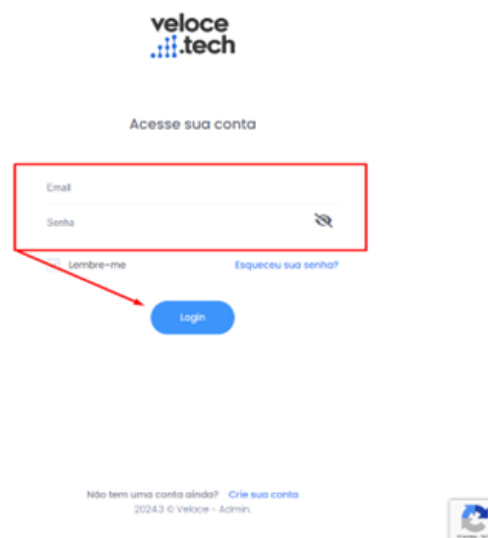 veloce
.tech
Acesse sua conta
Email
Senha
Lembre-me
Esqueceu sua senha?
Login
Não tem uma conta ainda? Crie sua conta
2024.3 © Veloce - Admin.